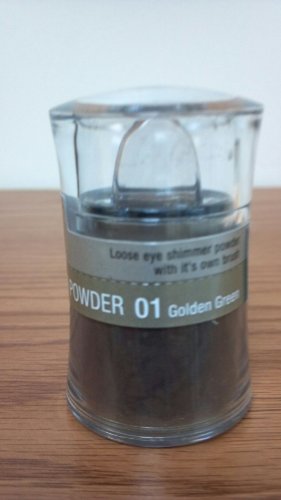 Loose eye shimmer powder
with it's own brush
POWDER 01 Golden Green